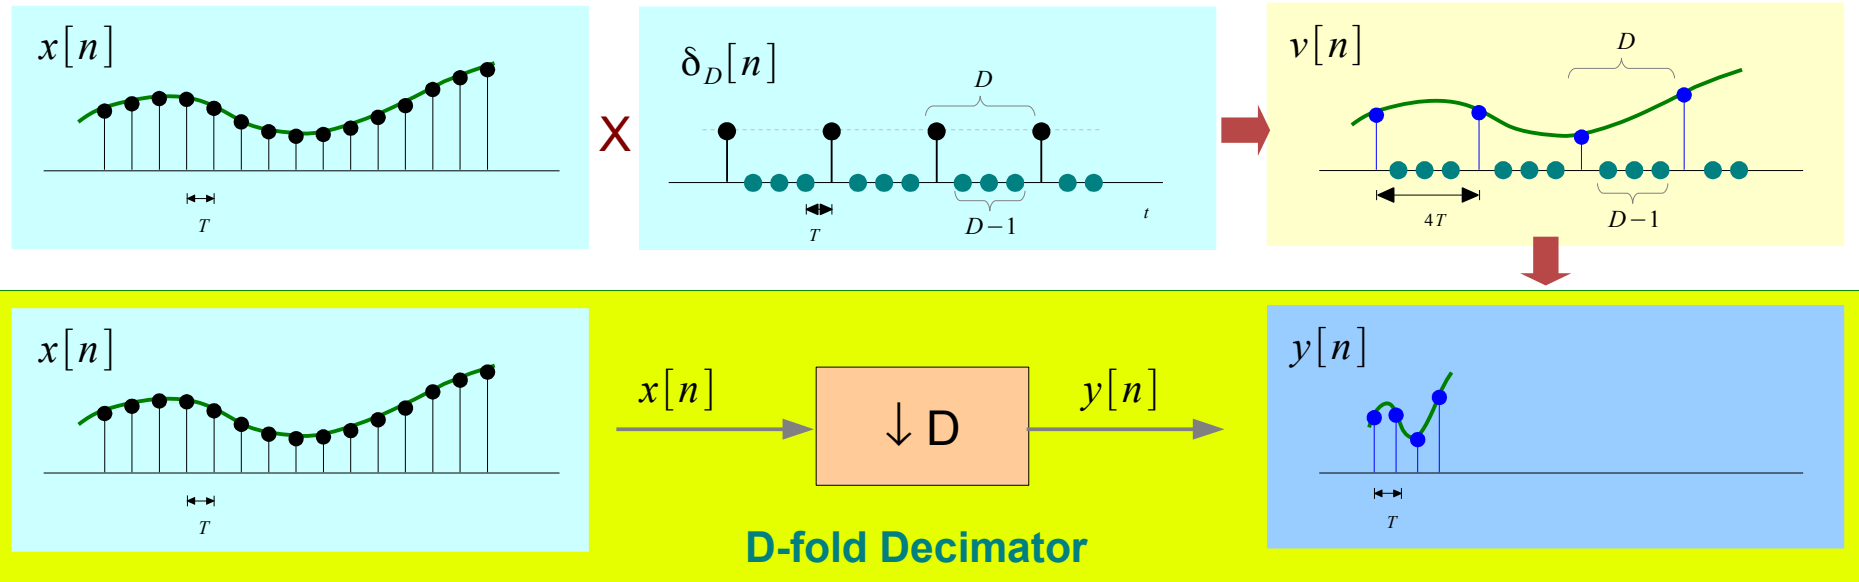 x[n]
T
X
δ_D[n]
D
T
D−1
t
v[n]
D
4T
D−1
x[n]
T
x[n]
↓ D
y[n]
D-fold Decimator
y[n]
T